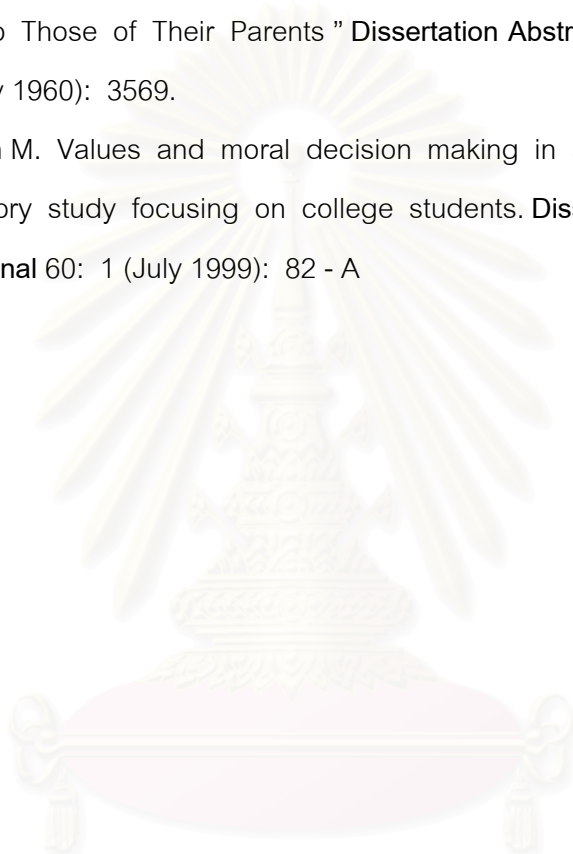 Those of Their Parents ” Dissertation Abstr
1960): 3569.
M. Values and moral decision making in
ory study focusing on college students. Dis
nal 60: 1 (July 1999): 82 - A